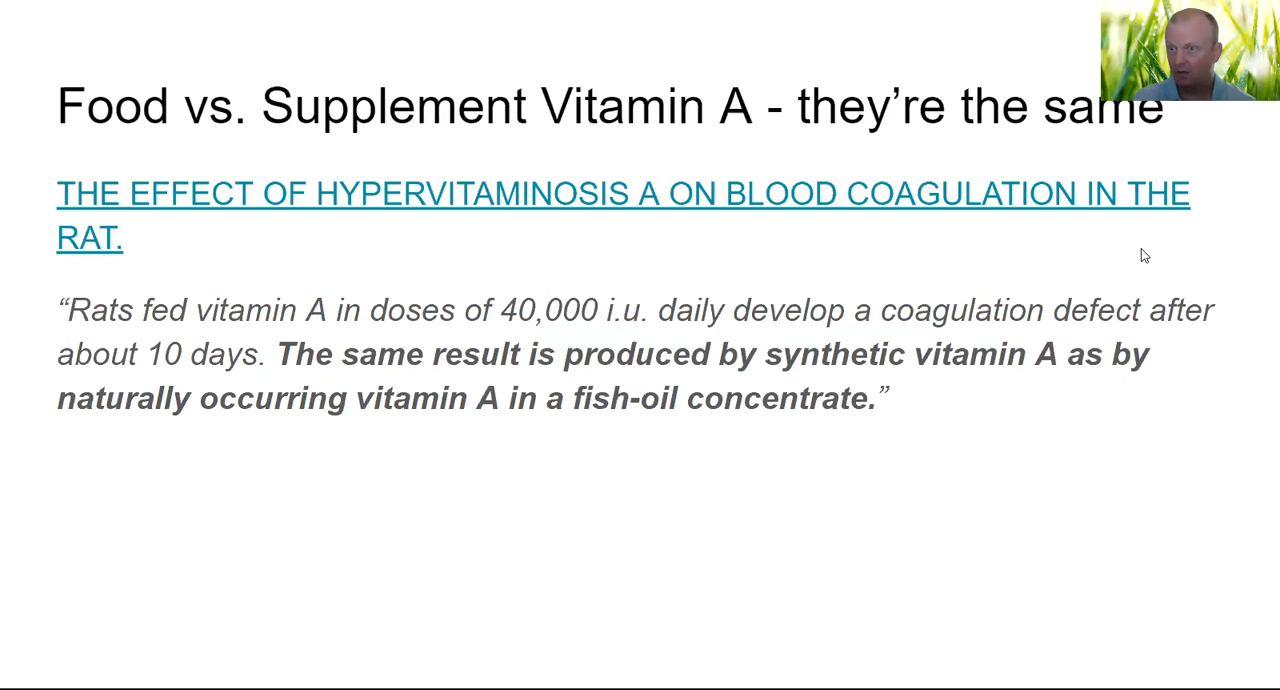 Food vs. Supplement Vitamin A - they’re the same
THE EFFECT OF HYPERVITAMINOSIS A ON BLOOD COAGULATION IN THE
RAT.
“Rats fed vitamin A in doses of 40,000 i.u. daily develop a coagulation defect after
about 10 days. The same result is produced by synthetic vitamin A as by
naturally occurring vitamin A in a fish-oil concentrate.”